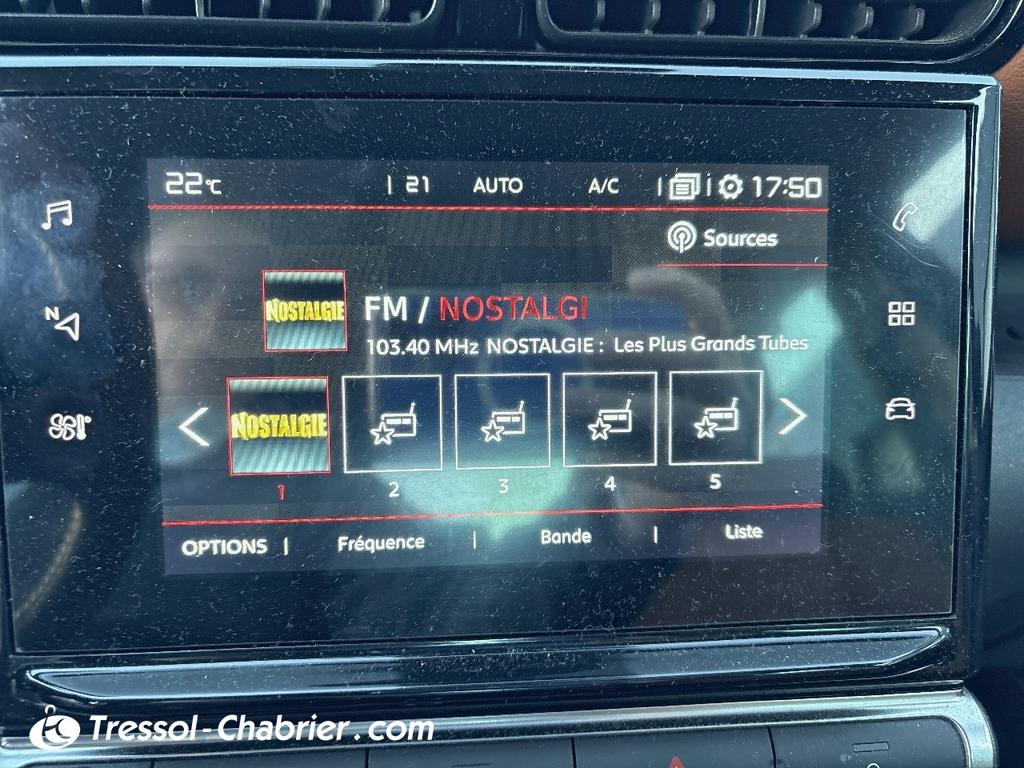 22°C | 21 AUTO A/C | | 17:50
Sources
NOSTALGIE
FM / NOSTALGI
103.40 MHz NOSTALGIE : Les Plus Grands Tubes
N
NOSTALGIE
1 2 3 4 5
OPTIONS | Fréquence | Bande | Liste
Tressol-Chabrier.com